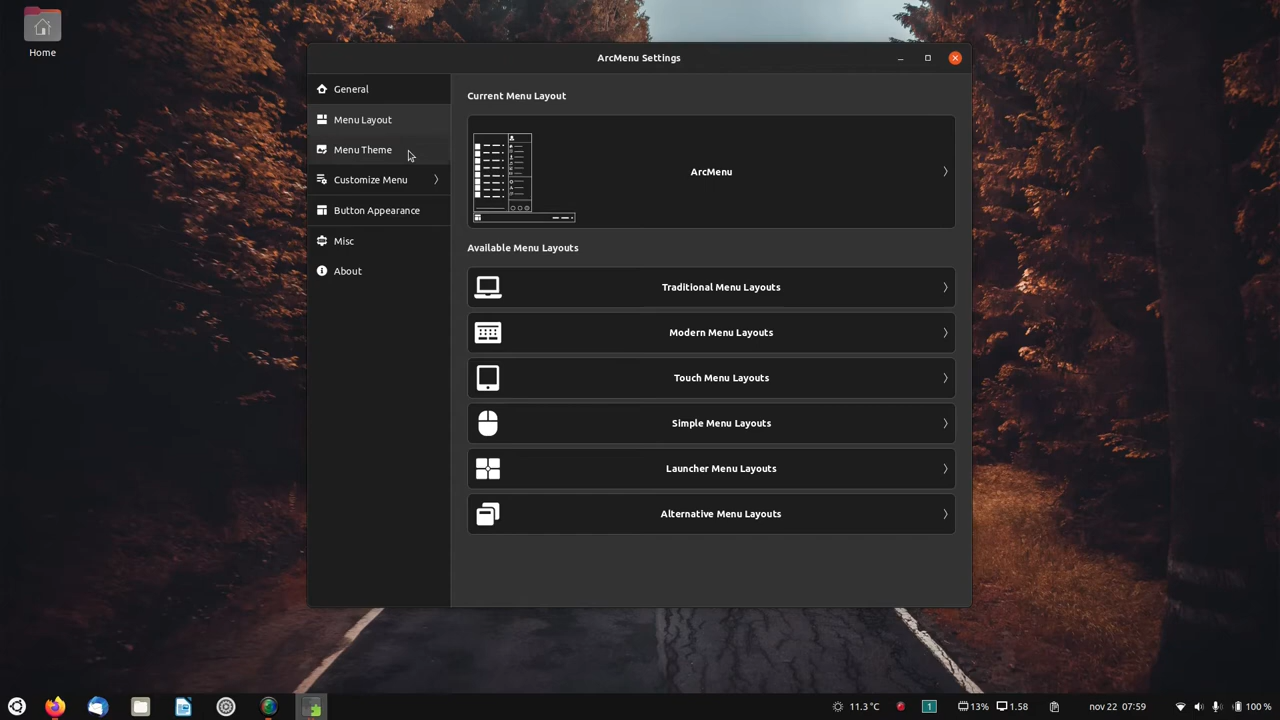 Home
ArcMenu Settings
General
Menu Layout
Menu Theme
Customize Menu
Button Appearance
Misc
About
Current Menu Layout
ArcMenu
Available Menu Layouts
Traditional Menu Layouts
Modern Menu Layouts
Touch Menu Layouts
Simple Menu Layouts
Launcher Menu Layouts
Alternative Menu Layouts
11.3 °C
1
13%
1.58
nov 22 07:59
100 %